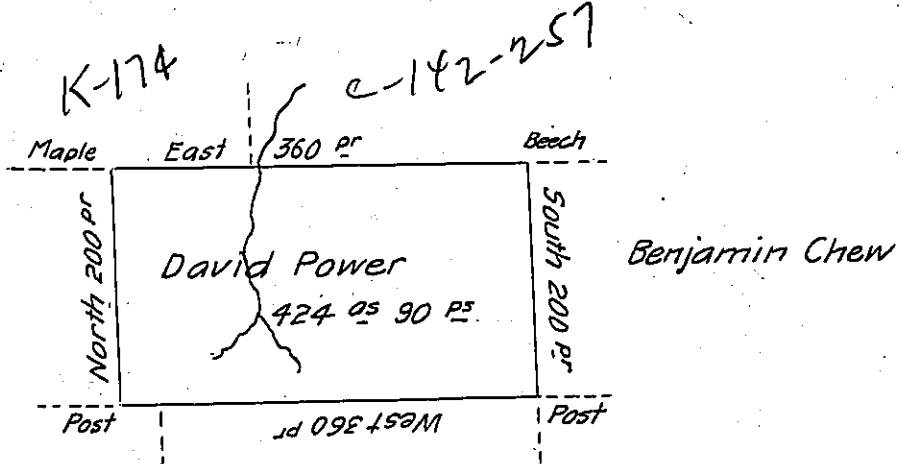 K-174
C-142-257
Maple East 360 pr Beech
North 200 pr
South 200 pr
David Power
424 as 90 ps.
Benjamin Chew
Post
West 360 pr
Post